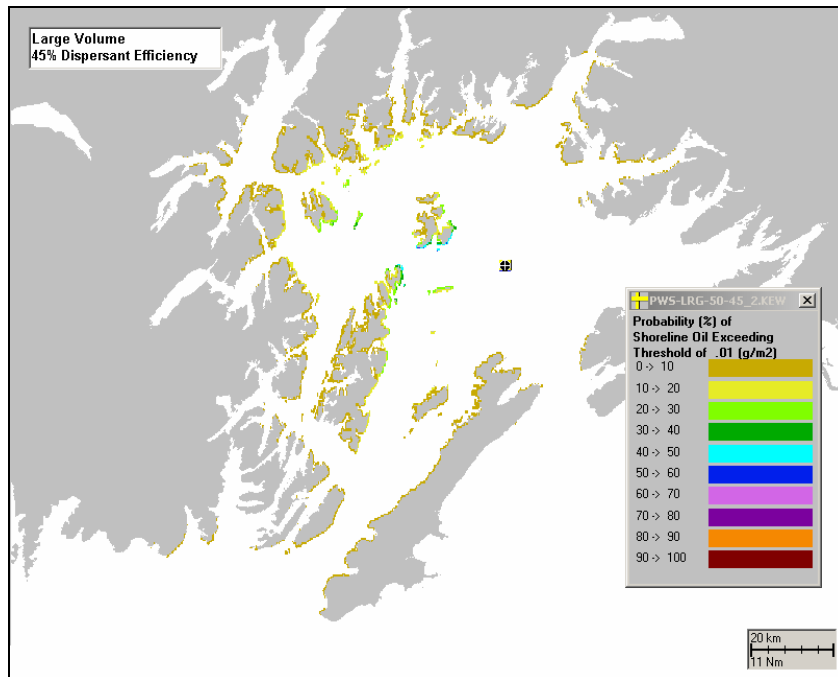 Large Volume
45% Dispersant Efficiency
PWS-LRG-50-45_2.KEW
Probability (%) of
Shoreline Oil Exceeding
Threshold of .01 (g/m2)
0 -> 10
10 -> 20
20 -> 30
30 -> 40
40 -> 50
50 -> 60
60 -> 70
70 -> 80
80 -> 90
90 -> 100
20 km
11 Nm